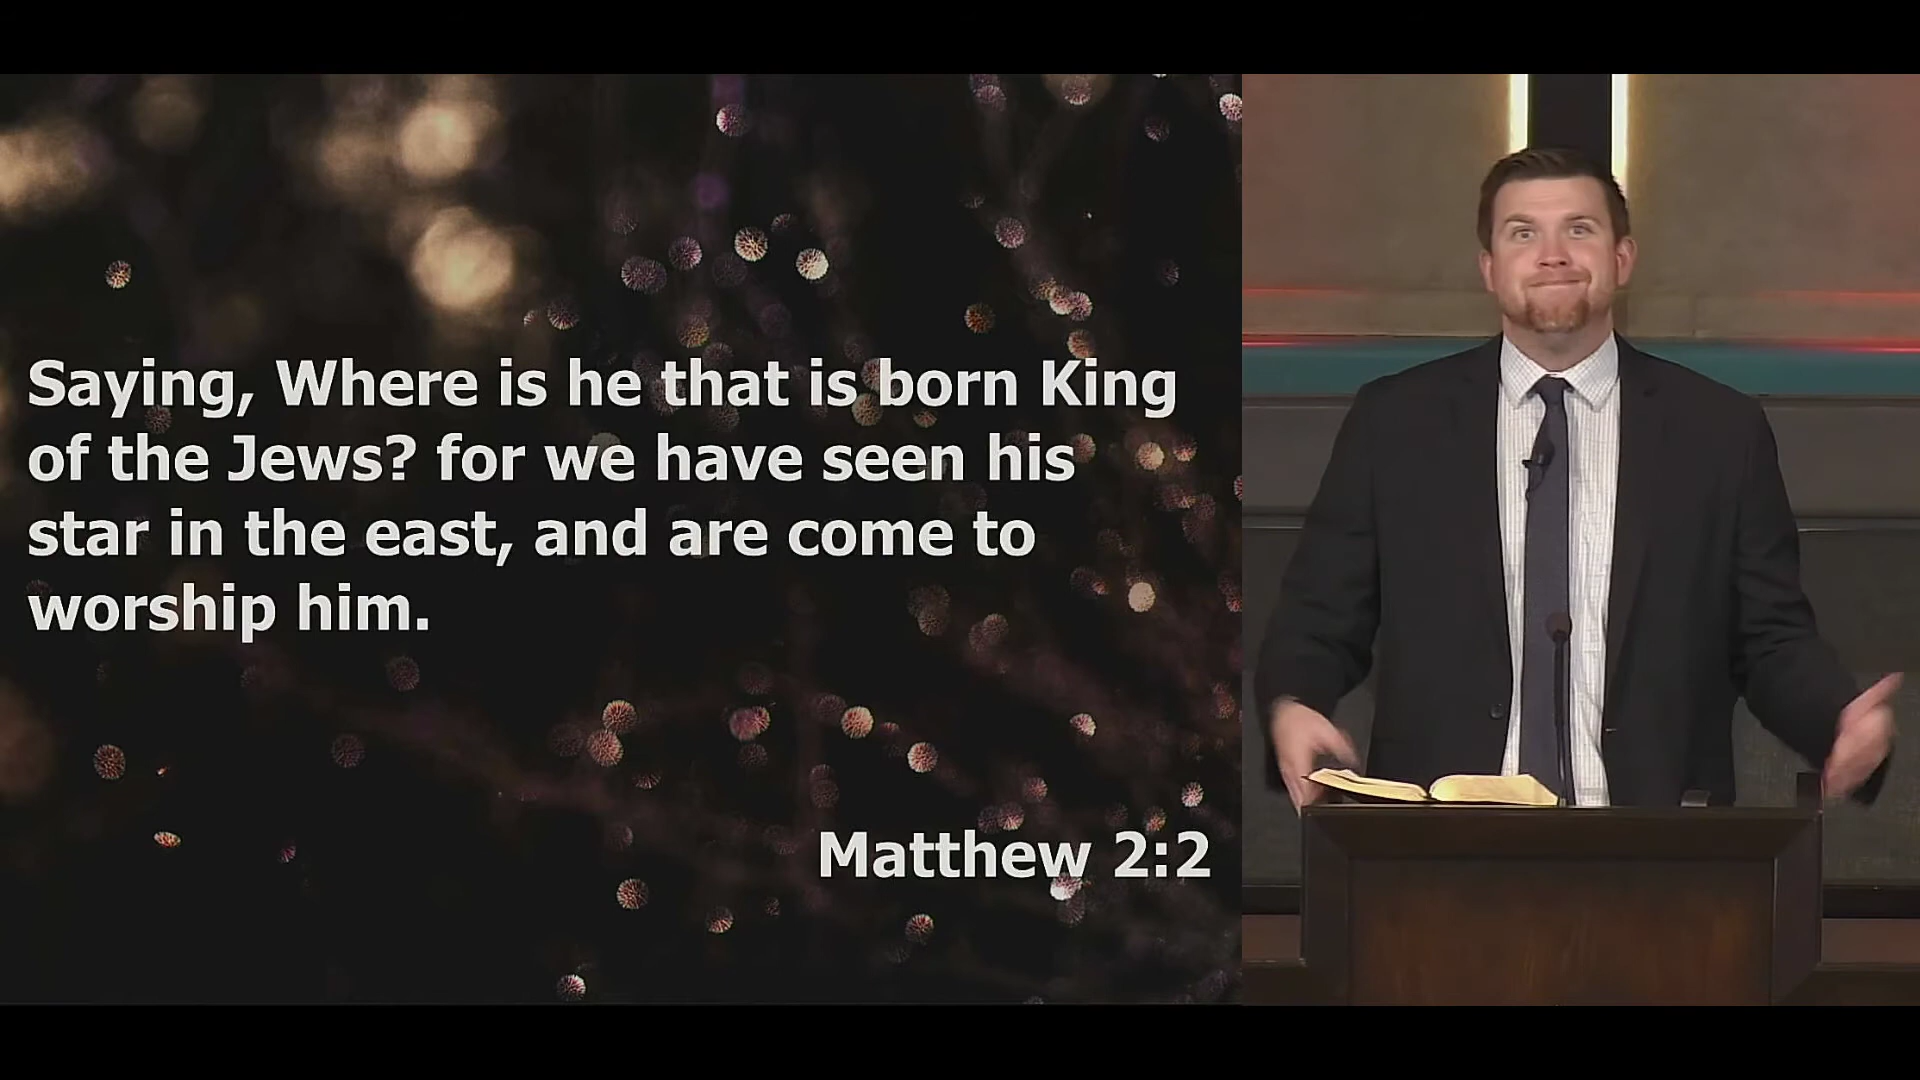 Saying, Where is he that is born King
of the Jews? for we have seen his
star in the east, and are come to
worship him.
Matthew 2:2